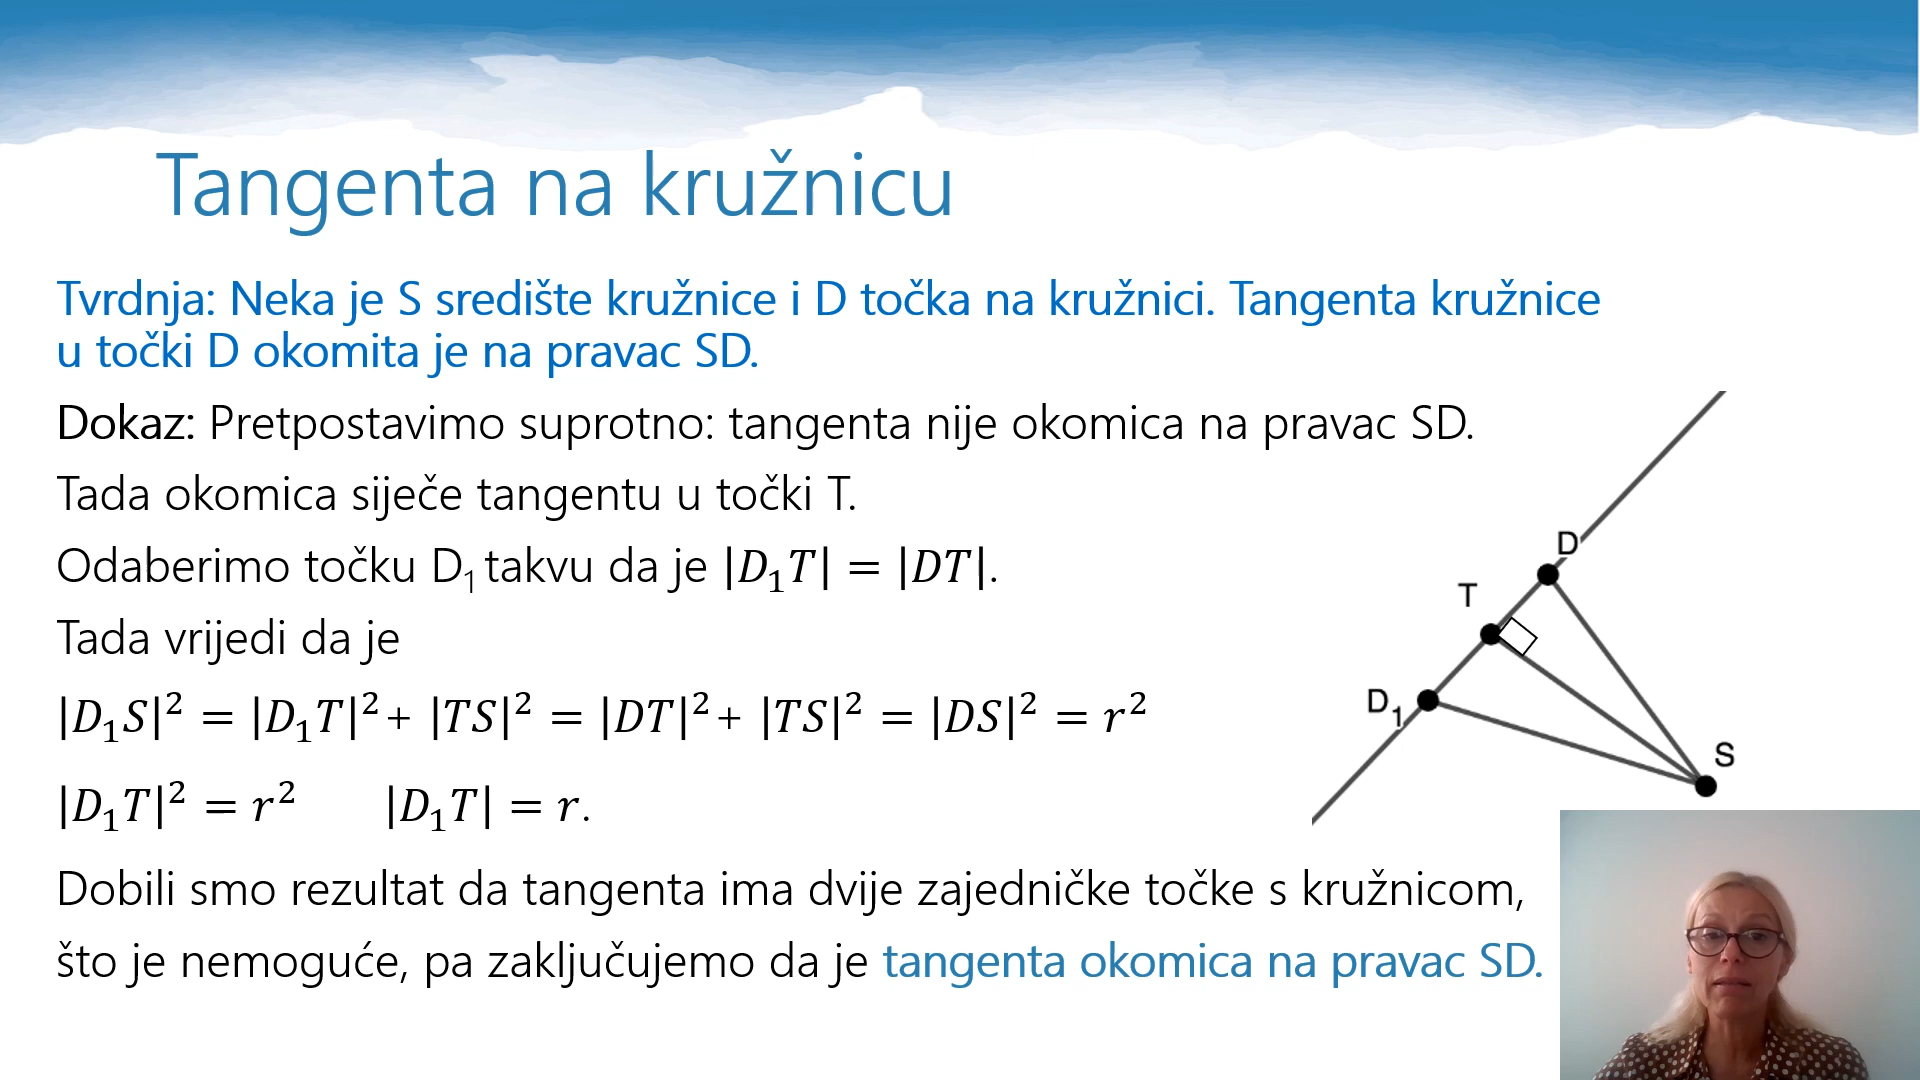 Tangenta na kružnicu
Tvrdnja: Neka je S središte kružnice i D točka na kružnici. Tangenta kružnice
u točki D okomita je na pravac SD.
Dokaz: Pretpostavimo suprotno: tangenta nije okomica na pravac SD.
Tada okomica siječe tangentu u točki T.
Odaberimo točku D₁ takvu da je |D₁T| = |DT|.
Tada vrijedi da je
|D₁S|² = |D₁T|² + |TS|² = |DT|² + |TS|² = |DS|² = r²
|D₁T|² = r² |D₁T| = r.
Dobili smo rezultat da tangenta ima dvije zajedničke točke s kružnicom,
što je nemoguće, pa zaključujemo da je tangenta okomica na pravac SD.
D
T
D₁
S